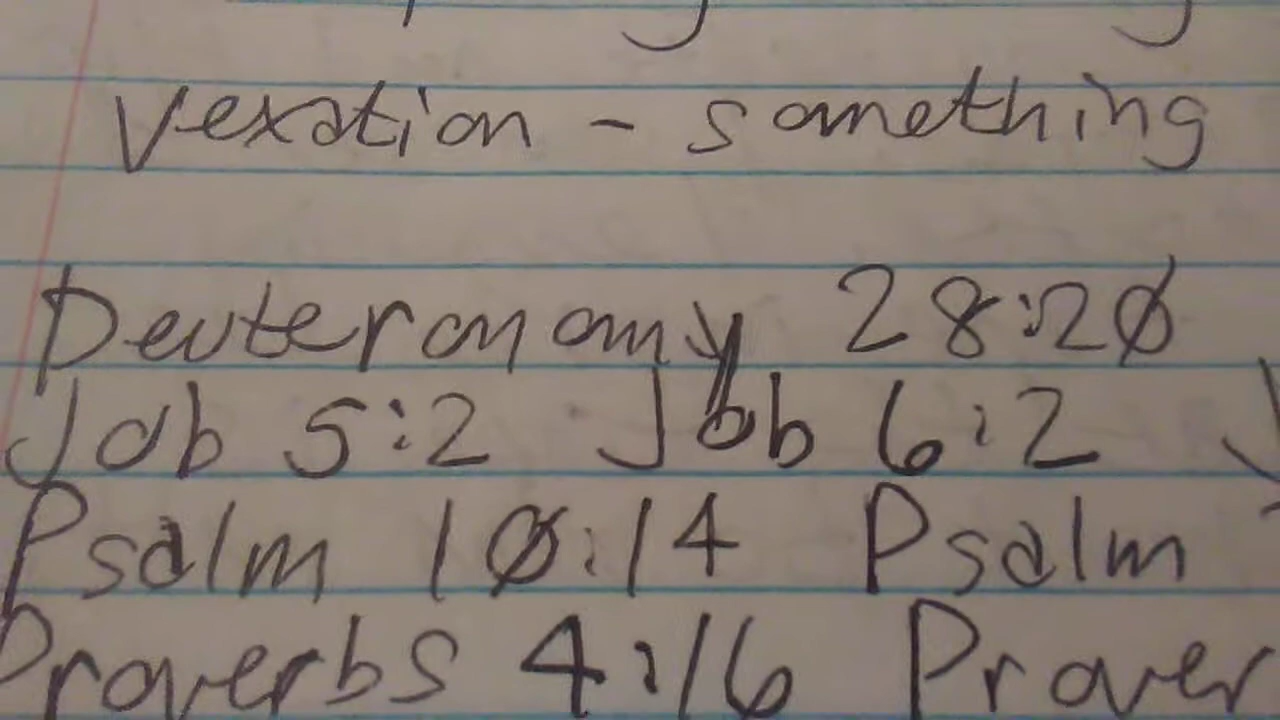 vexation - something
Deuteronomy 28:20
Job 5:2 Job 6:2
Psalm 10:14 Psalm
Proverbs 4:16 Prover